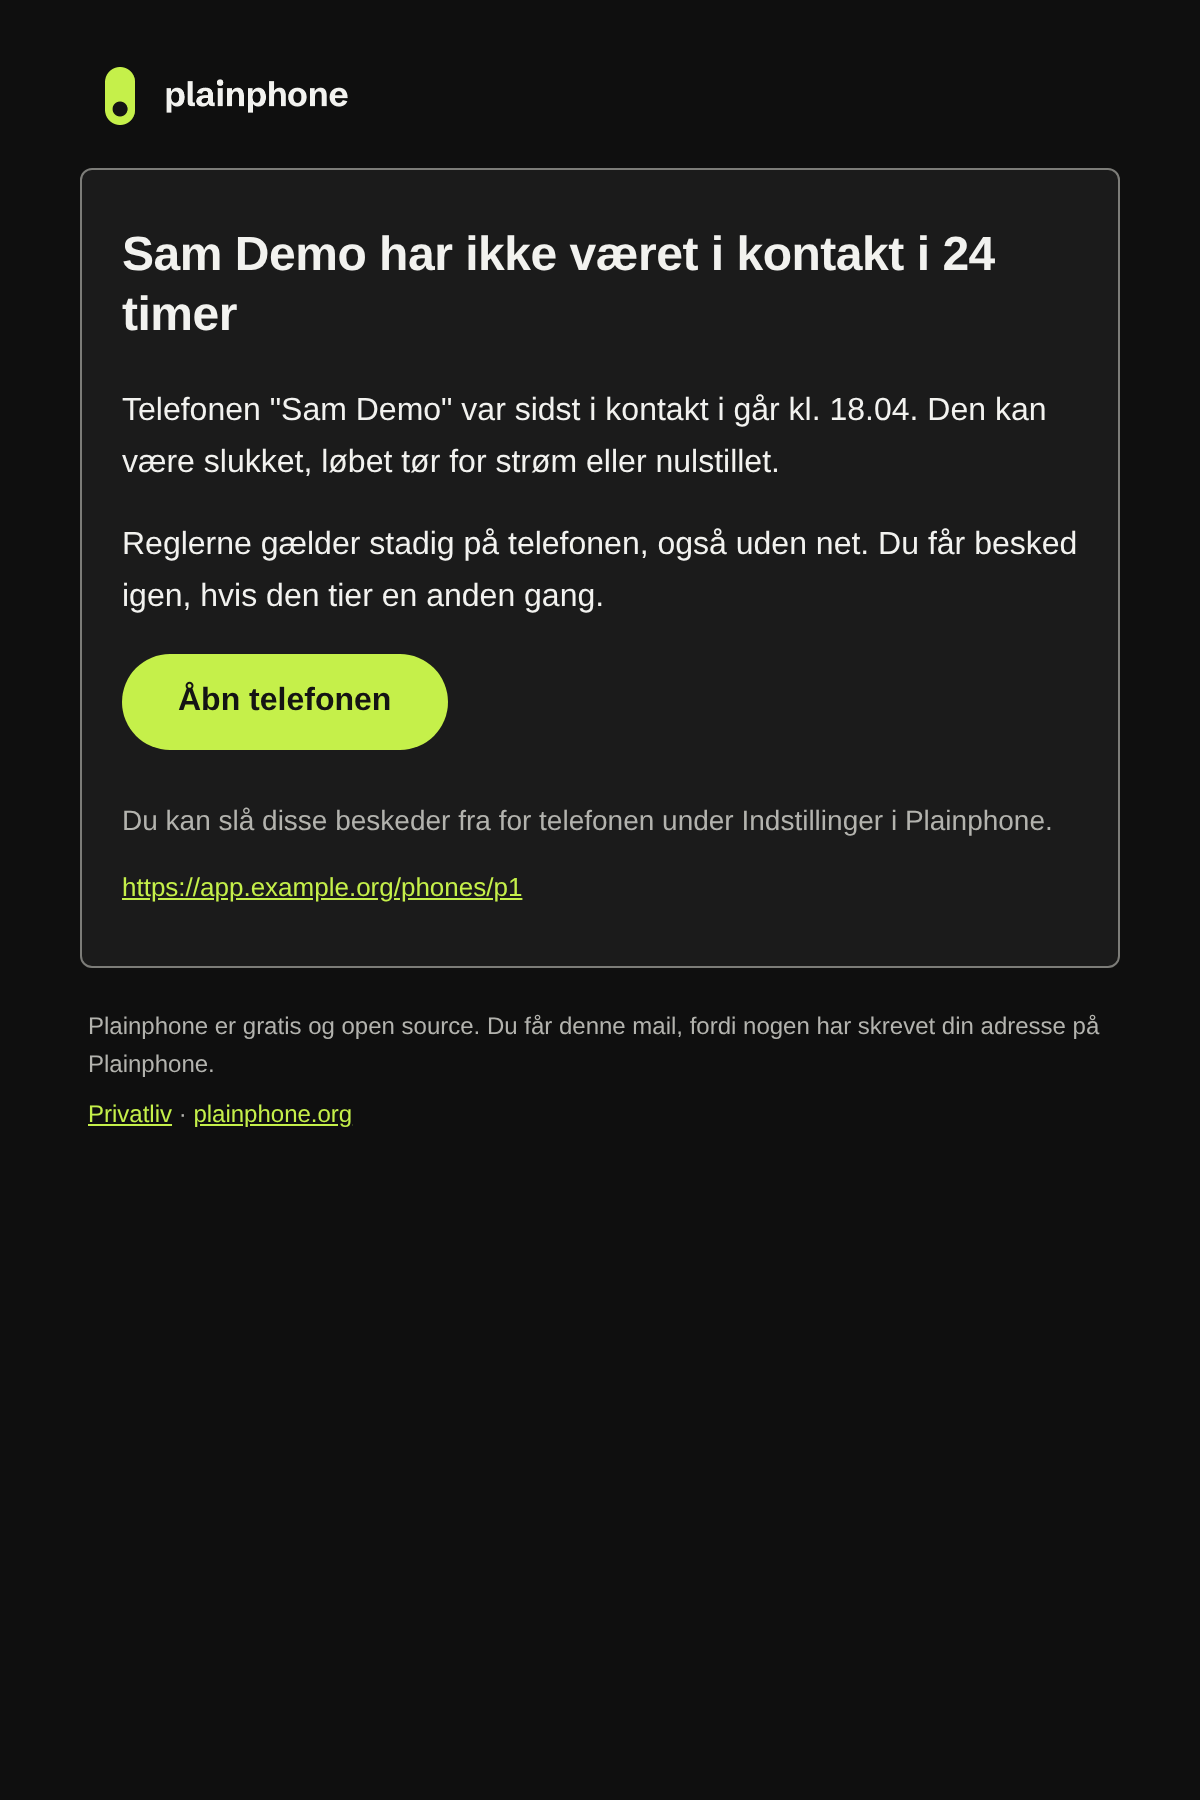 plainphone
Sam Demo har ikke været i kontakt i 24
timer
Telefonen "Sam Demo" var sidst i kontakt i går kl. 18.04. Den kan
være slukket, løbet tør for strøm eller nulstillet.
Reglerne gælder stadig på telefonen, også uden net. Du får besked
igen, hvis den tier en anden gang.
Åbn telefonen
Du kan slå disse beskeder fra for telefonen under Indstillinger i Plainphone.
https://app.example.org/phones/p1
Plainphone er gratis og open source. Du får denne mail, fordi nogen har skrevet din adresse på
Plainphone.
Privatliv · plainphone.org